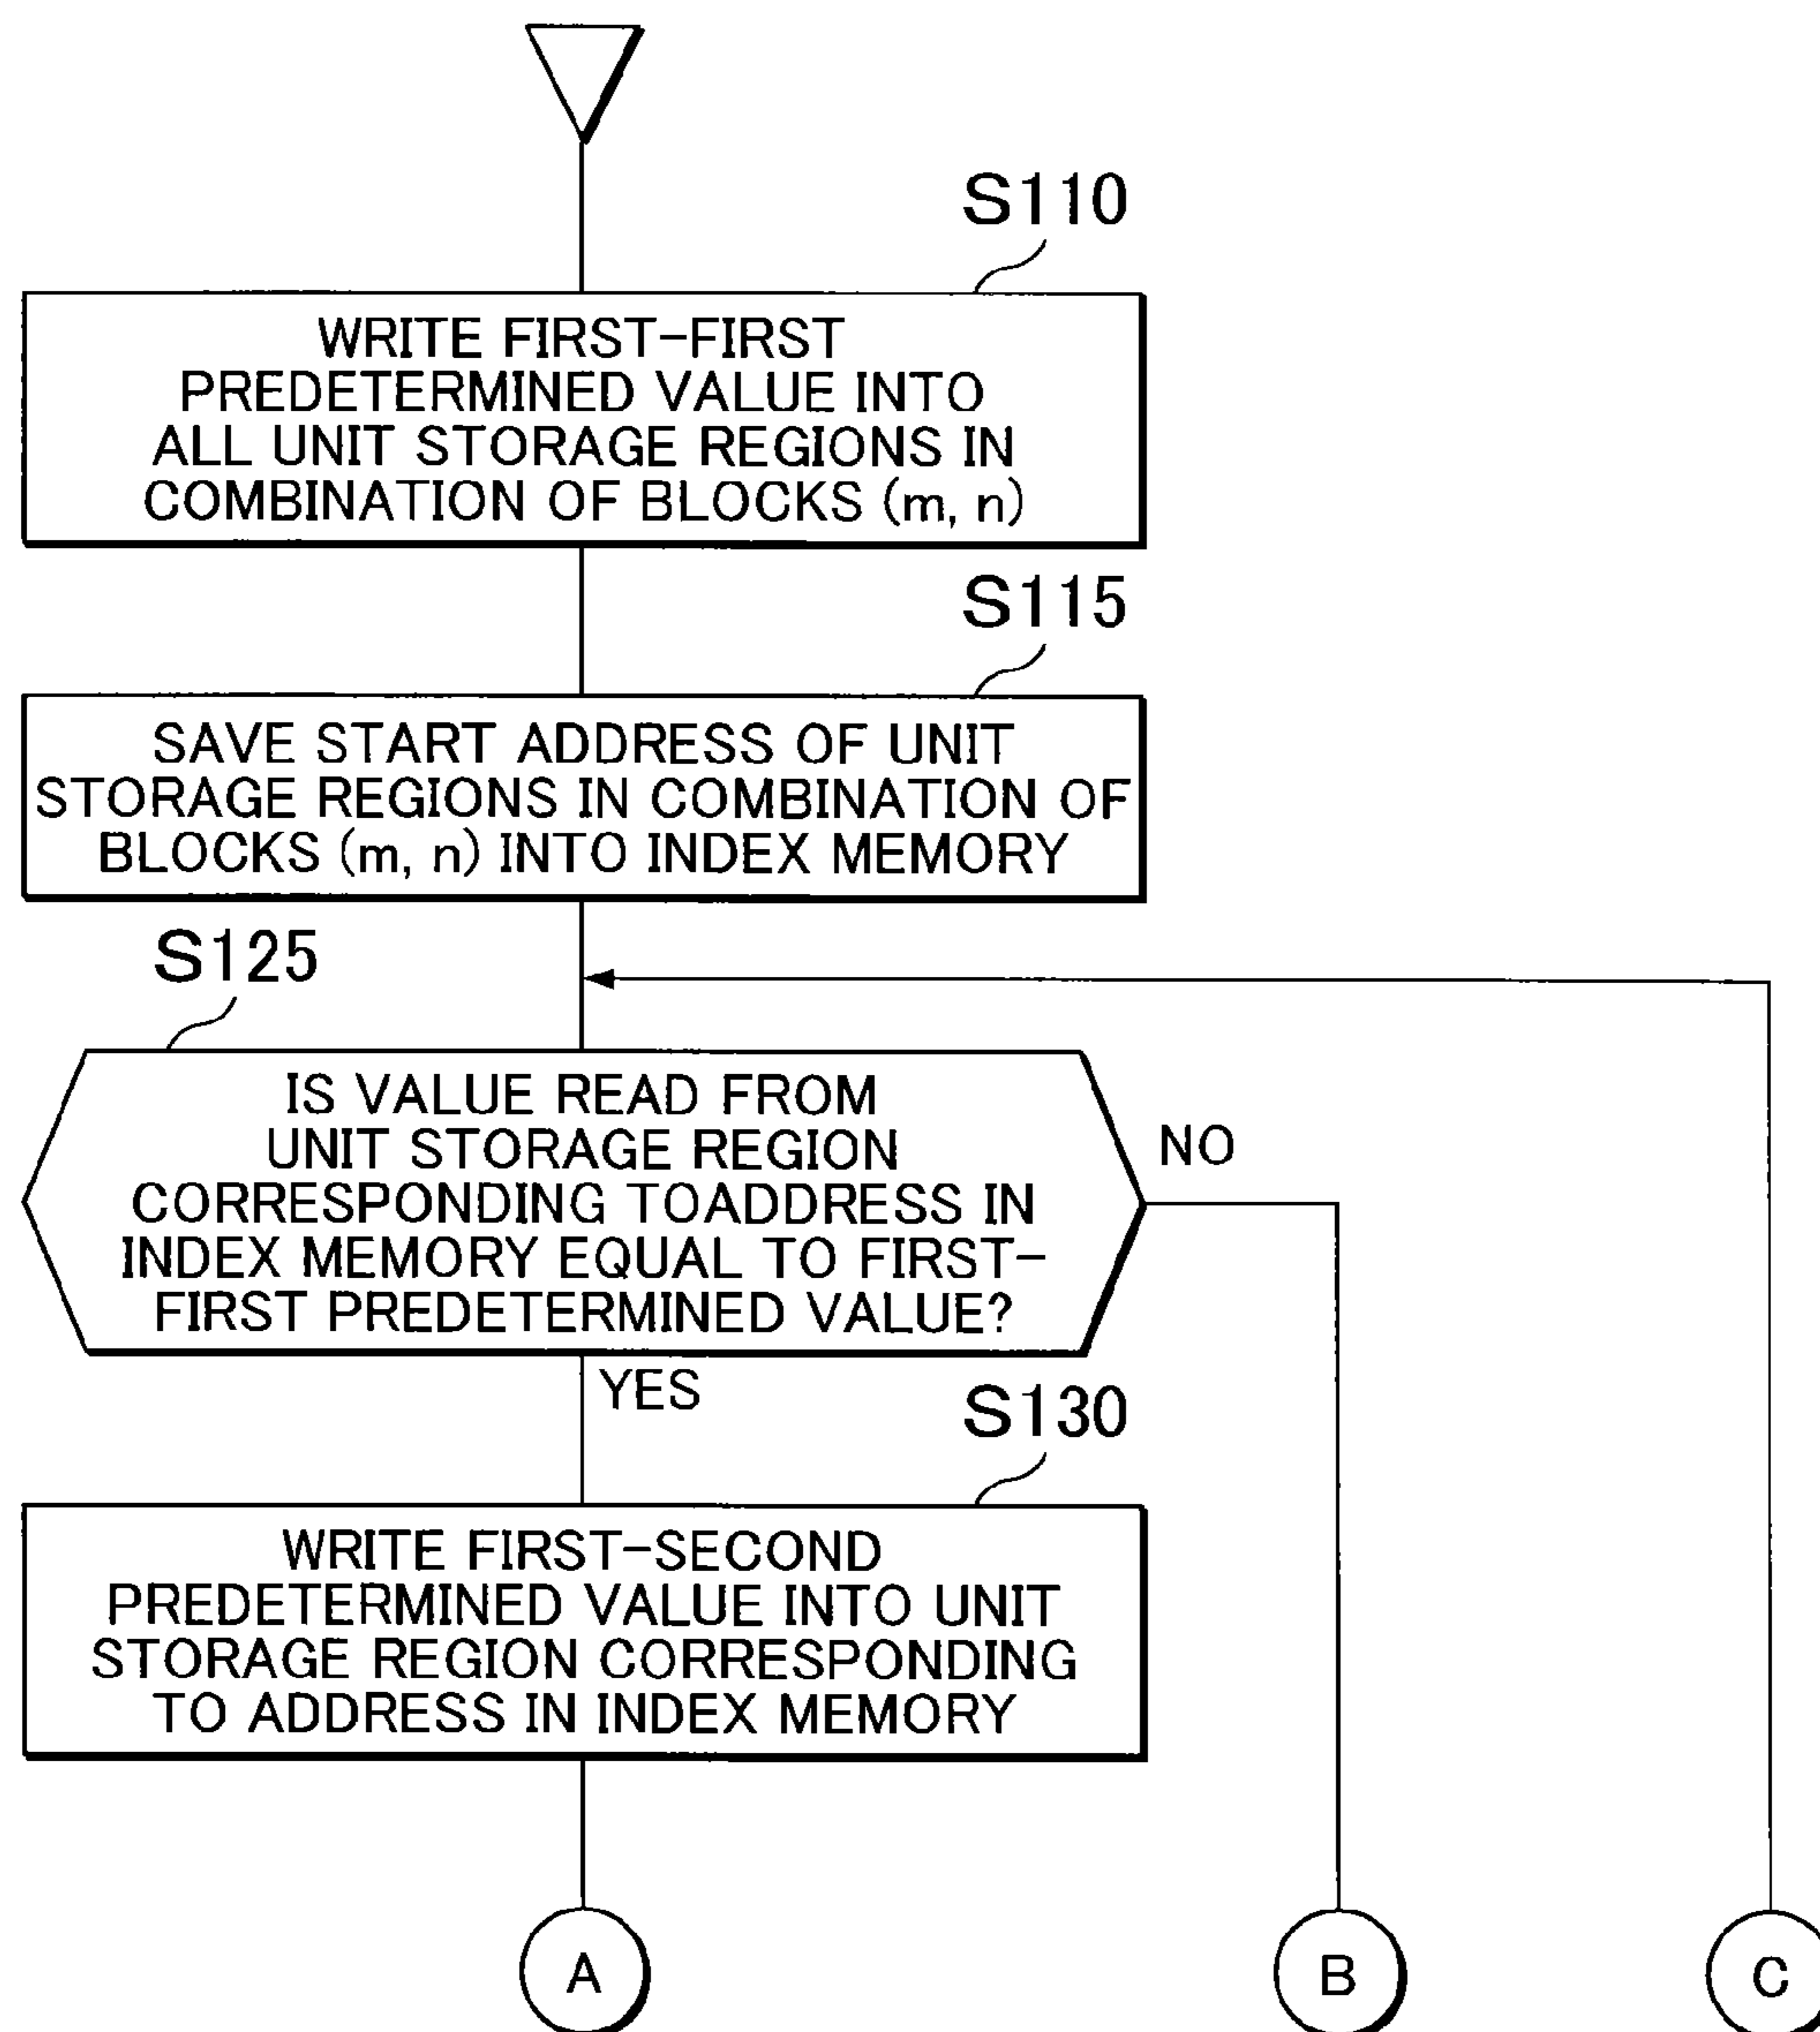 S110
WRITE FIRST-FIRST
PREDETERMINED VALUE INTO
ALL UNIT STORAGE REGIONS IN
COMBINATION OF BLOCKS (m, n)
S115
SAVE START ADDRESS OF UNIT
STORAGE REGIONS IN COMBINATION OF
BLOCKS (m, n) INTO INDEX MEMORY
S125
IS VALUE READ FROM
UNIT STORAGE REGION
CORRESPONDING TOADDRESS IN
INDEX MEMORY EQUAL TO FIRST-
FIRST PREDETERMINED VALUE?
NO
YES
S130
WRITE FIRST-SECOND
PREDETERMINED VALUE INTO UNIT
STORAGE REGION CORRESPONDING
TO ADDRESS IN INDEX MEMORY
A
B
C